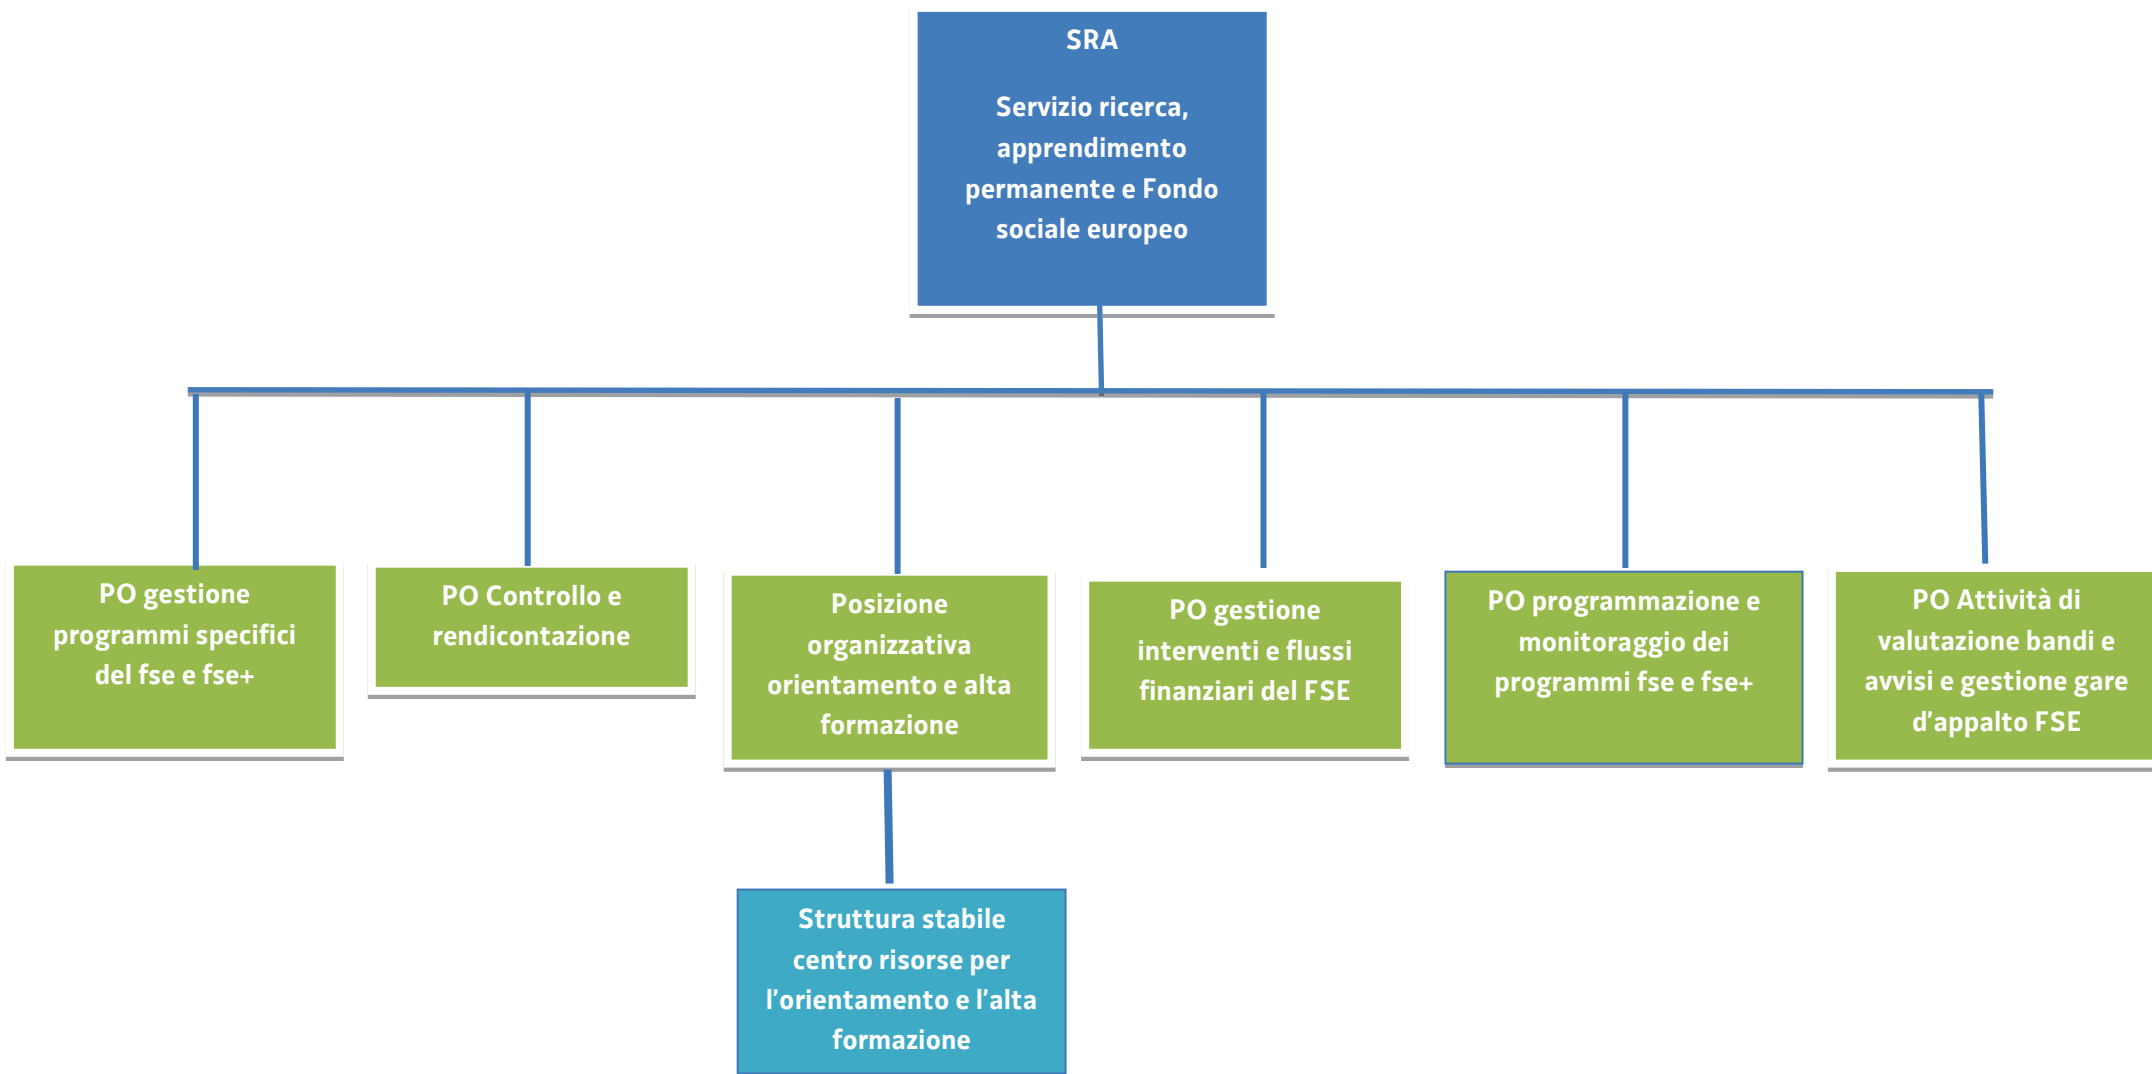 SRA
Servizio ricerca,
apprendimento
permanente e Fondo
sociale europeo
PO gestione
programmi specifici
del fse e fse+
PO Controllo e
rendicontazione
Posizione
organizzativa
orientamento e alta
formazione
PO gestione
interventi e flussi
finanziari del FSE
PO programmazione e
monitoraggio dei
programmi fse e fse+
PO Attività di
valutazione bandi e
avvisi e gestione gare
d'appalto FSE
Struttura stabile
centro risorse per
l'orientamento e l'alta
formazione